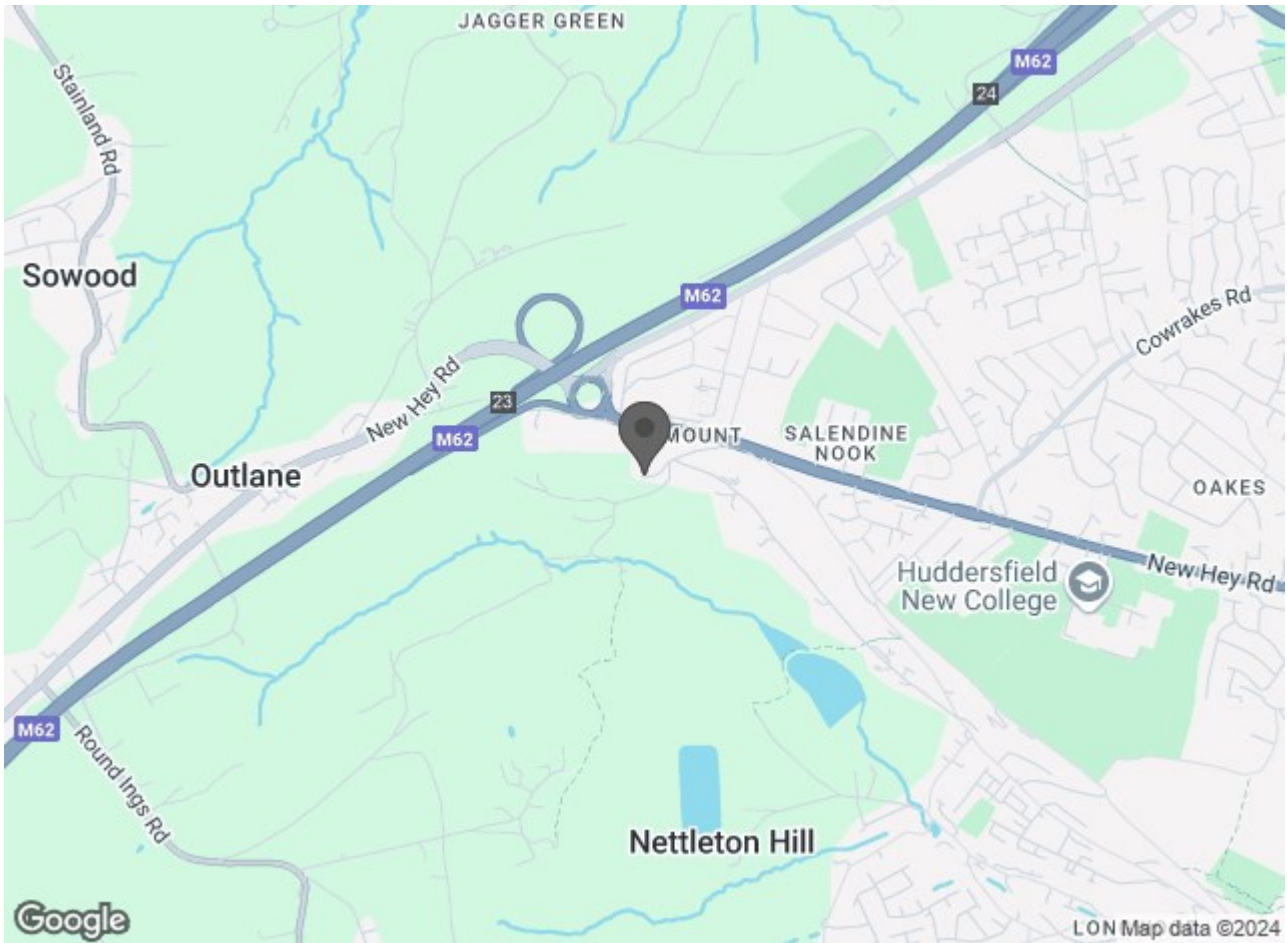 JAGGER GREEN
M62
24
Stainland Rd
Sowood
M62
Cowrakes Rd
New Hey Rd
23
M62
MOUNT
SALENDINE
NOOK
Outlane
OAKES
Huddersfield
New College
New Hey Rd
M62
Round Ings Rd
Nettleton Hill
Google
LON
Map data ©2024